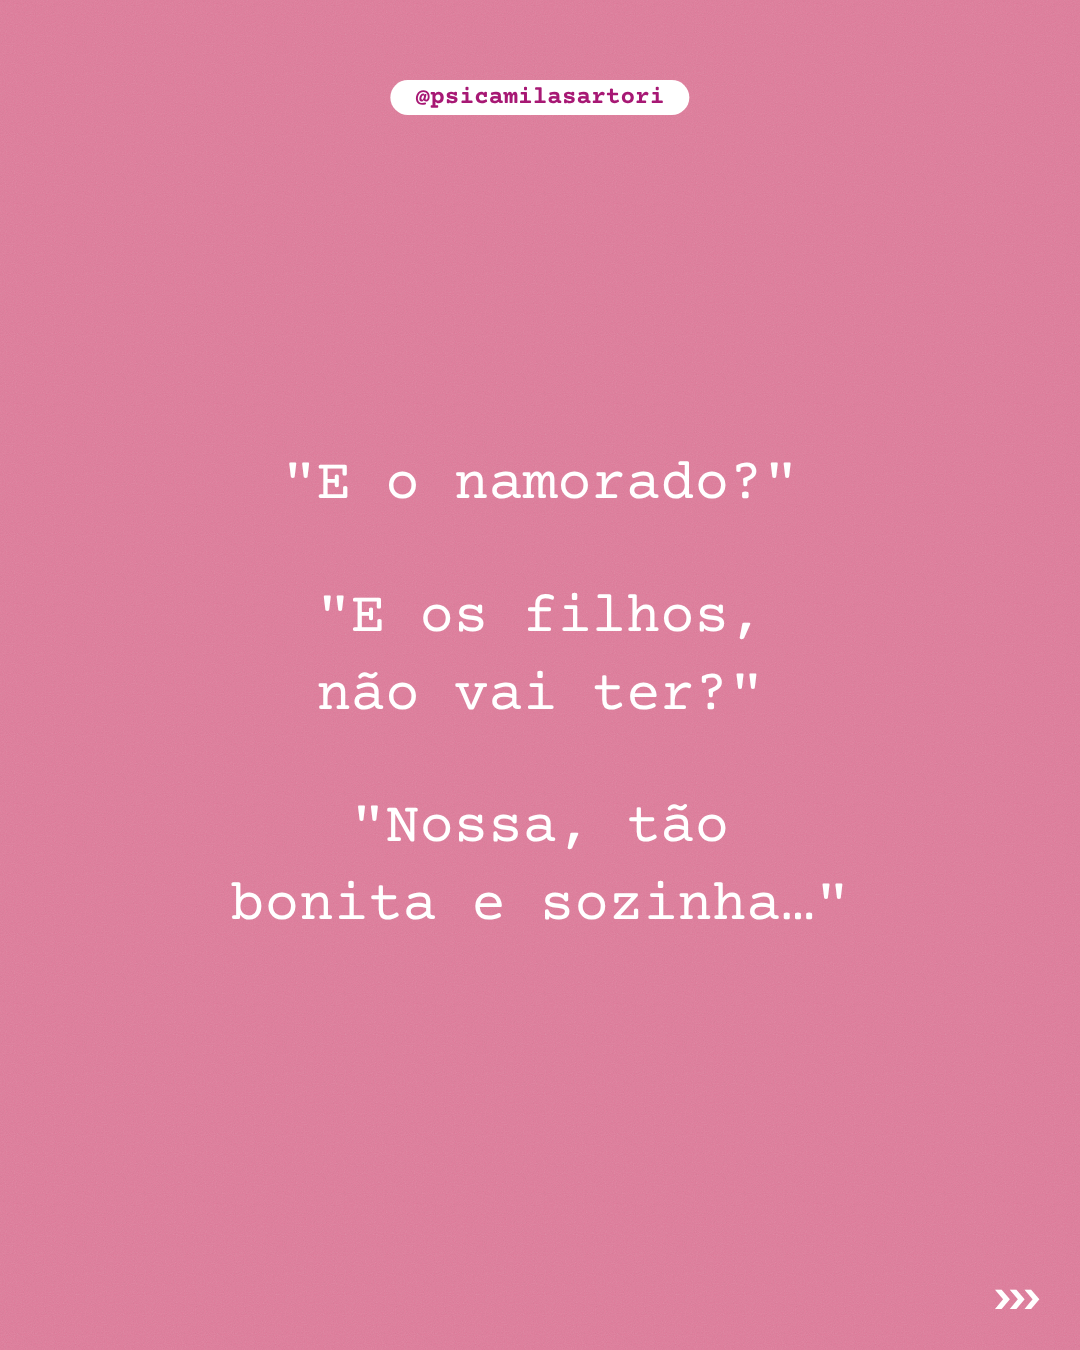 @psicamilasartori
"E o namorado?"
"E os filhos,
não vai ter?"
"Nossa, tão
bonita e sozinha…"